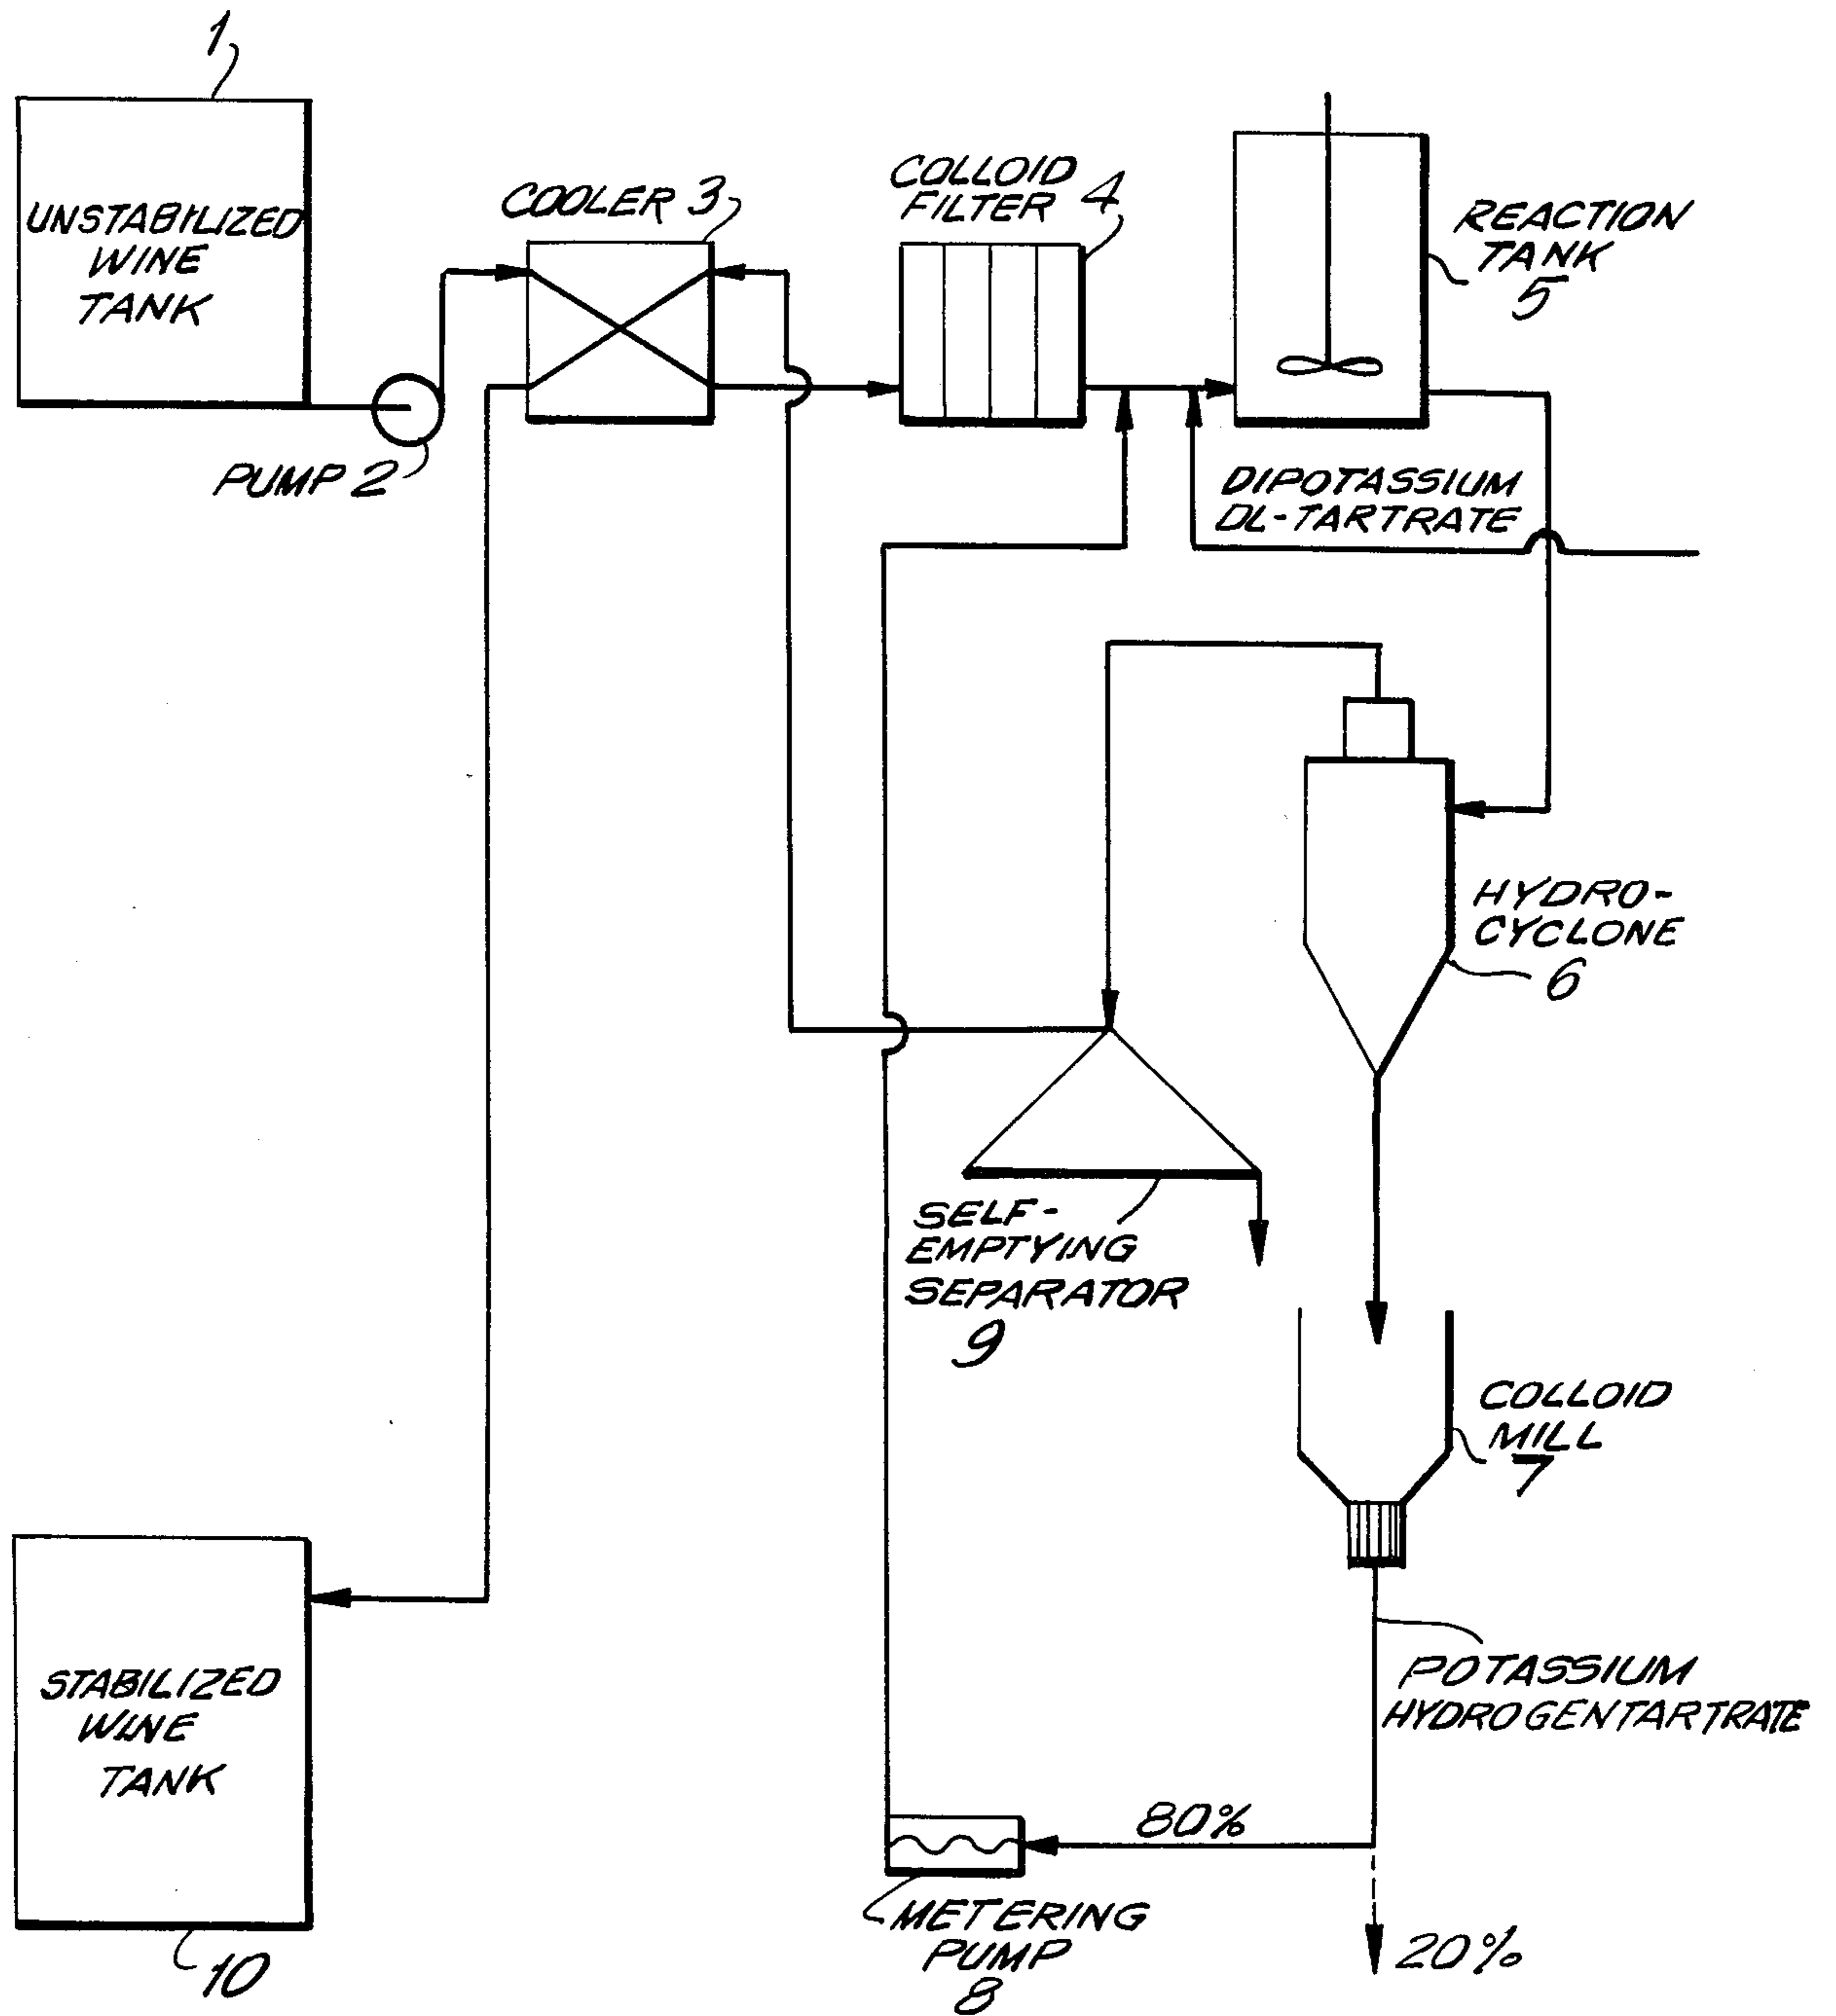 1
UNSTABILIZED
WINE
TANK
PUMP 2
COOLER 3
COLLOID
FILTER 4
REACTION
TANK
5
DIPOTASSIUM
DL-TARTRATE
HYDRO-
CYCLONE
6
SELF-
EMPTYING
SEPARATOR
9
COLLOID
MILL
7
POTASSIUM
HYDROGENTARTRATE
STABILIZED
WINE
TANK
10
80%
METERING
PUMP
8
20%